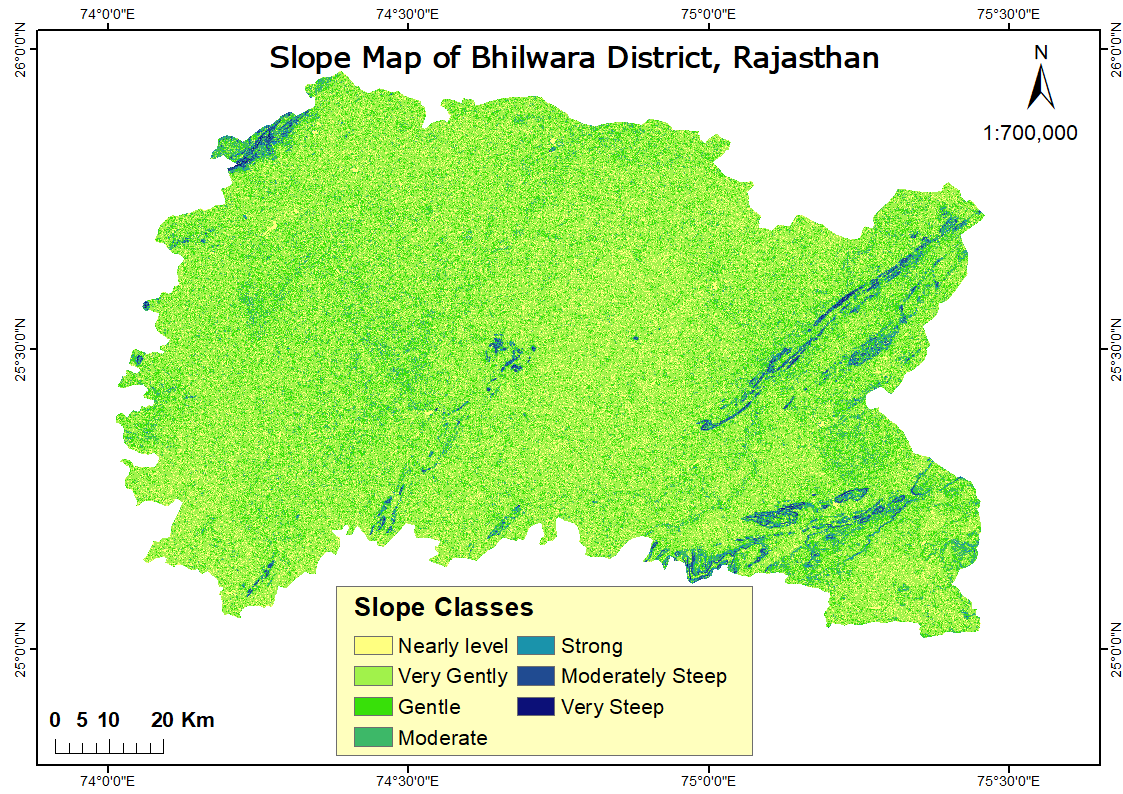 74°0'0"E 74°30'0"E 75°0'0"E 75°30'0"E
Slope Map of Bhilwara District, Rajasthan
N
1:700,000
26°0'0"N 26°0'0"N
25°30'0"N 25°30'0"N
25°0'0"N 25°0'0"N
Slope Classes
Nearly level Strong
Very Gently Moderately Steep
Gentle Very Steep
Moderate
0 5 10 20 Km
74°0'0"E 74°30'0"E 75°0'0"E 75°30'0"E